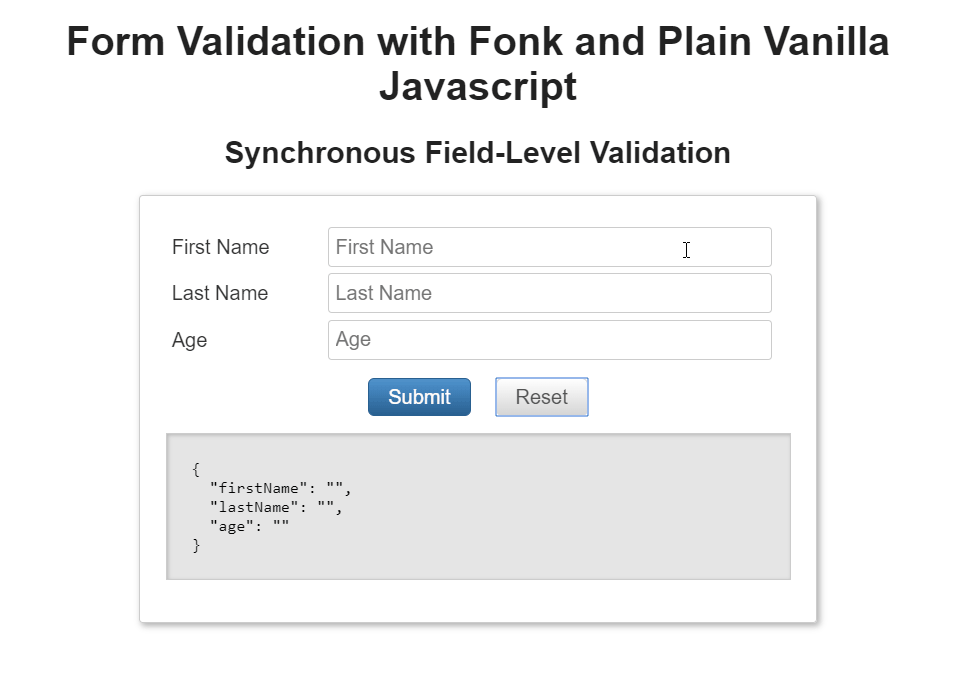 Form Validation with Fonk and Plain Vanilla
Javascript
Synchronous Field-Level Validation
First Name First Name
Last Name Last Name
Age Age
Submit Reset
{
  "firstName": "",
  "lastName": "",
  "age": ""
}